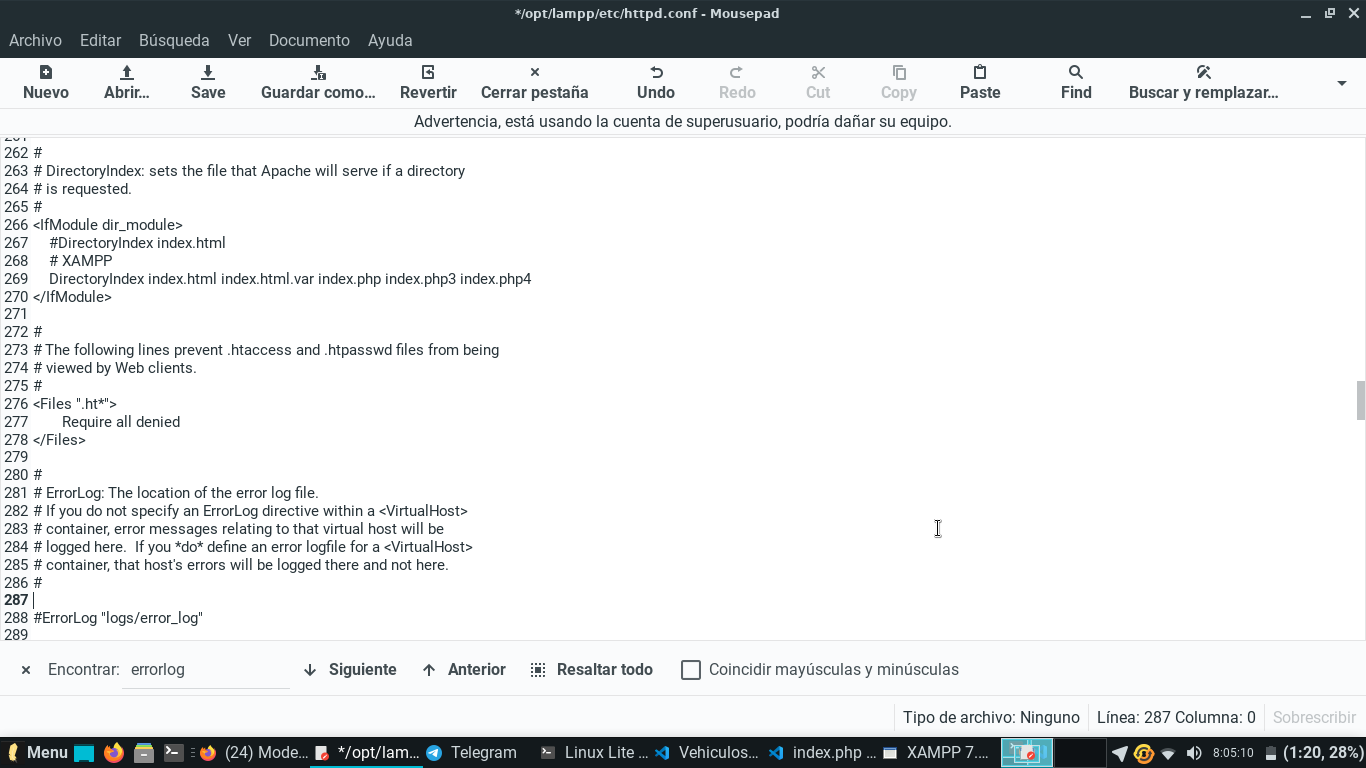 */opt/lampp/etc/httpd.conf - Mousepad
Archivo Editar Búsqueda Ver Documento Ayuda
Nuevo Abrir... Save Guardar como... Revertir Cerrar pestaña Undo Redo Cut Copy Paste Find Buscar y remplazar...
Advertencia, está usando la cuenta de superusuario, podría dañar su equipo.
261
262 #
263 # DirectoryIndex: sets the file that Apache will serve if a directory
264 # is requested.
265 #
266 <IfModule dir_module>
267     #DirectoryIndex index.html
268     # XAMPP
269     DirectoryIndex index.html index.html.var index.php index.php3 index.php4
270 </IfModule>
271
272 #
273 # The following lines prevent .htaccess and .htpasswd files from being
274 # viewed by Web clients.
275 #
276 <Files ".ht*">
277     Require all denied
278 </Files>
279
280 #
281 # ErrorLog: The location of the error log file.
282 # If you do not specify an ErrorLog directive within a <VirtualHost>
283 # container, error messages relating to that virtual host will be
284 # logged here.  If you *do* define an error logfile for a <VirtualHost>
285 # container, that host's errors will be logged there and not here.
286 #
287
288 #ErrorLog "logs/error_log"
289
Encontrar: errorlog Siguiente Anterior Resaltar todo Coincidir mayúsculas y minúsculas
Tipo de archivo: Ninguno Línea: 287 Columna: 0 Sobrescribir
Menu (24) Mode... */opt/lam... Telegram Linux Lite ... Vehiculos... index.php ... XAMPP 7.... 8:05:10 (1:20, 28%)